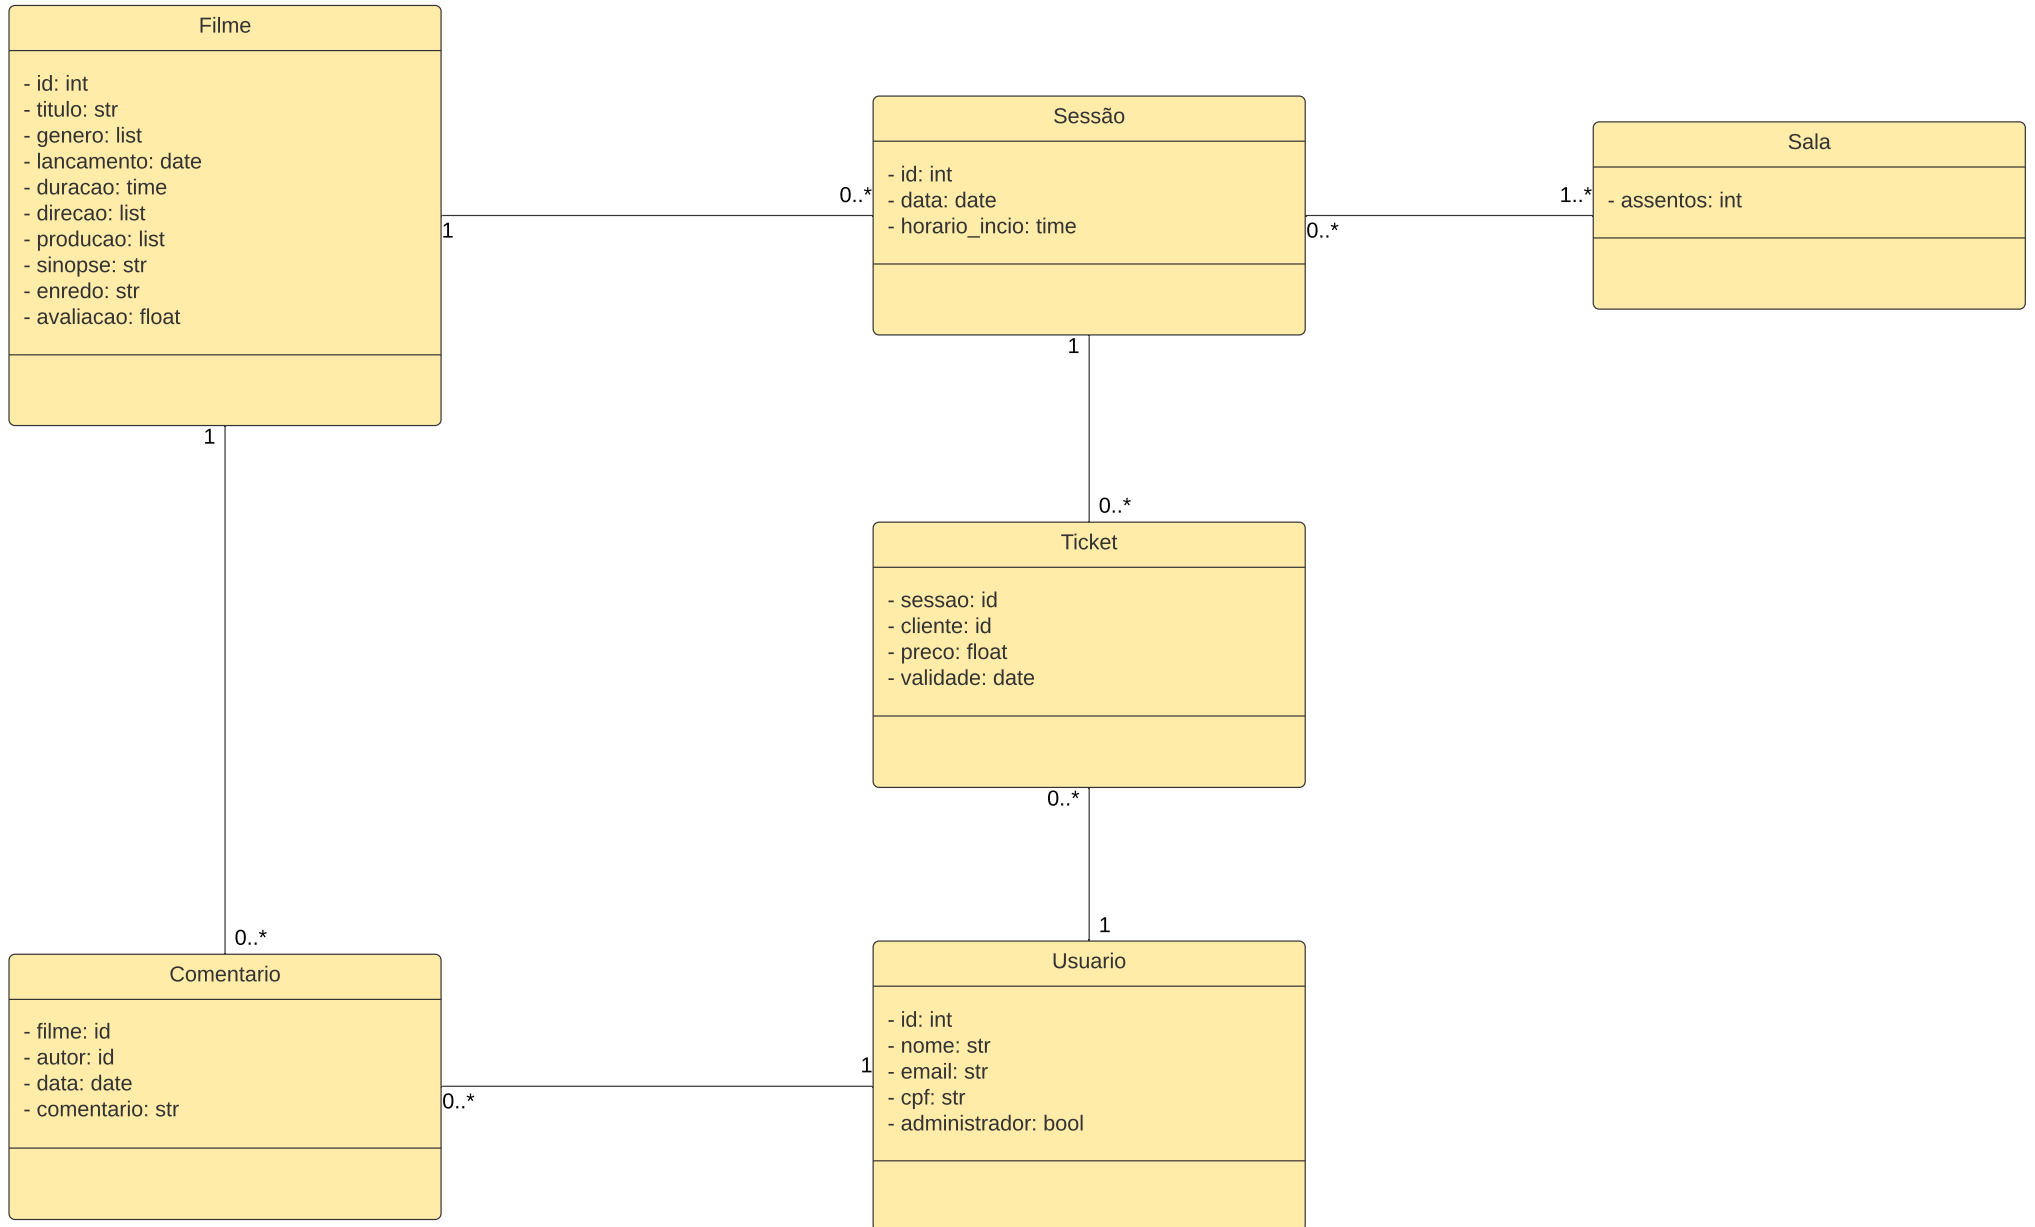 Filme
- id: int
- titulo: str
- genero: list
- lancamento: date
- duracao: time
- direcao: list
- producao: list
- sinopse: str
- enredo: str
- avaliacao: float
1
0..*
Sessão
- id: int
- data: date
- horario_incio: time
0..*
1..*
Sala
- assentos: int
1
0..*
1
0..*
Ticket
- sessao: id
- cliente: id
- preco: float
- validade: date
0..*
1
Comentario
- filme: id
- autor: id
- data: date
- comentario: str
0..*
1
Usuario
- id: int
- nome: str
- email: str
- cpf: str
- administrador: bool